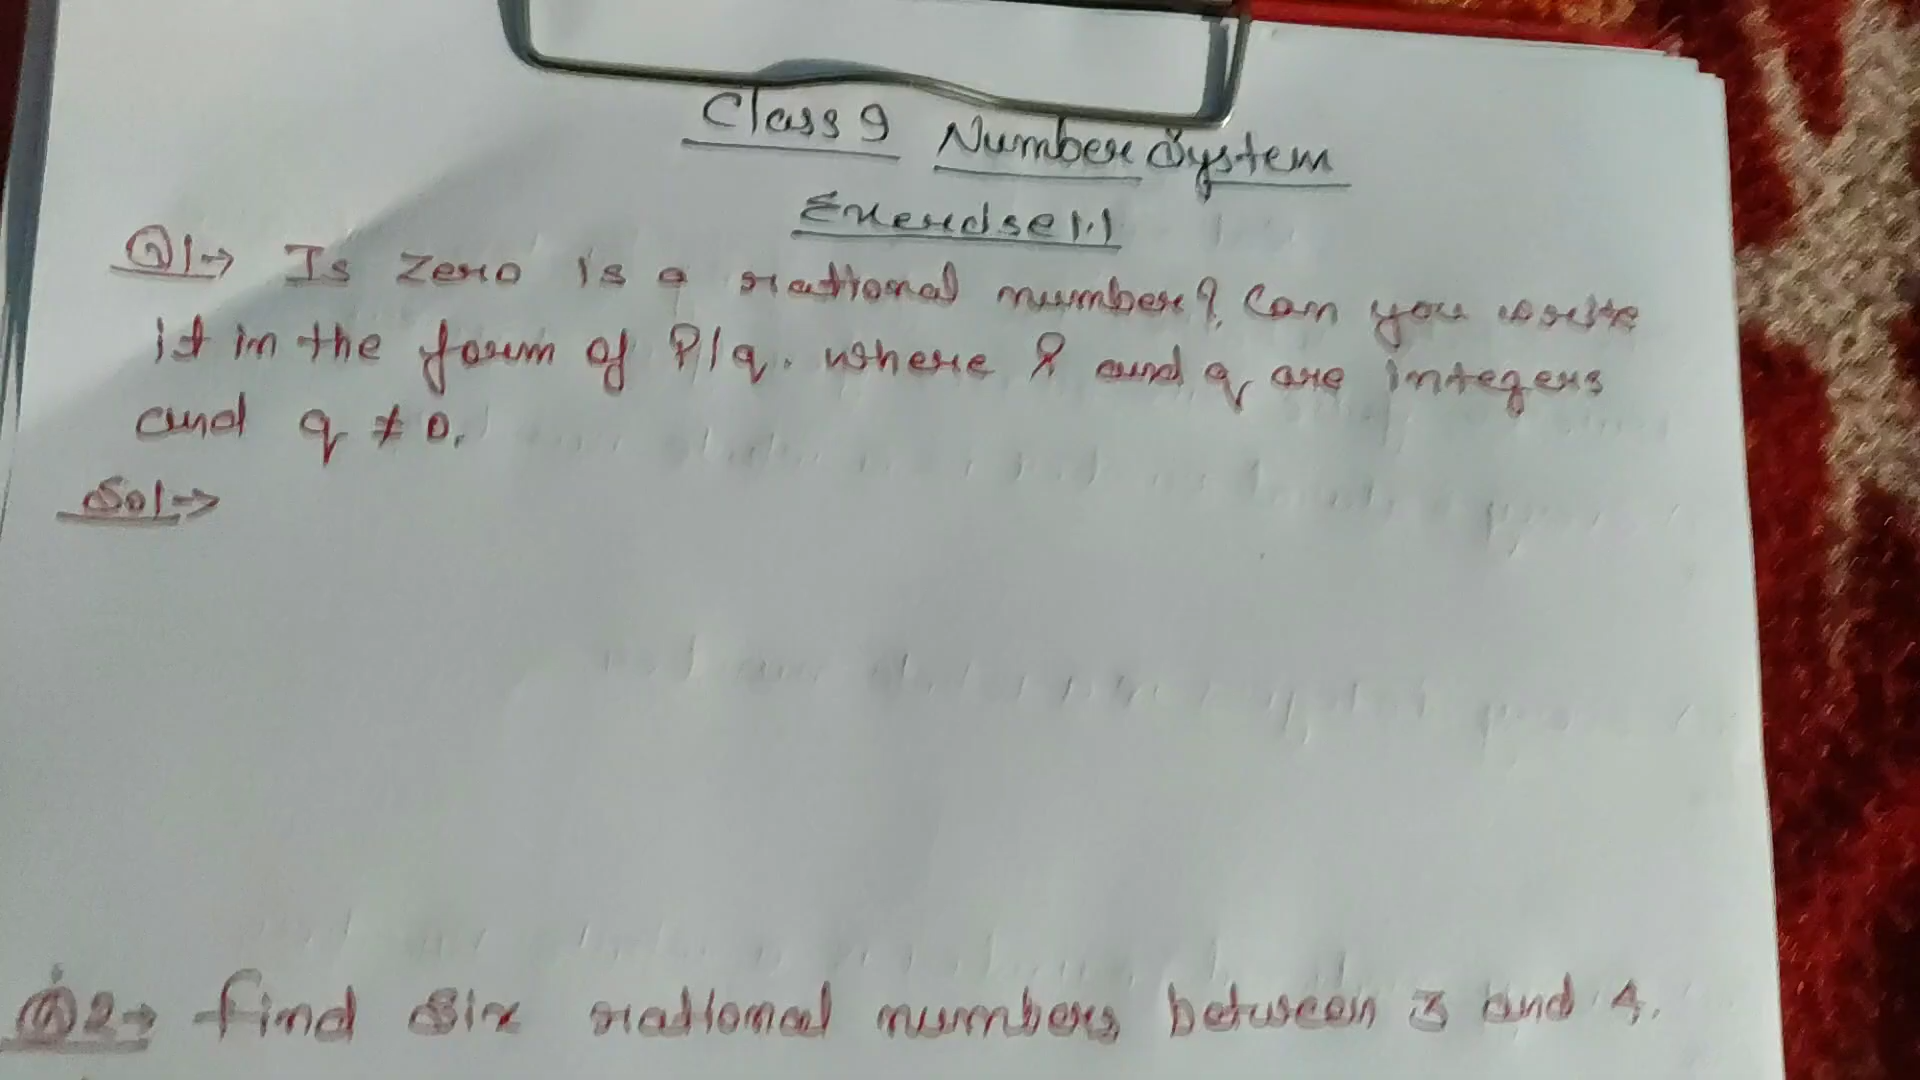 Class 9 Number System
Exercise 1.1
Q1→ Is zero is a rational number? Can you write
it in the form of P/q. where P and q are integers
and q ≠ 0.
Sol→
Q2→ find six rational numbers between 3 and 4.